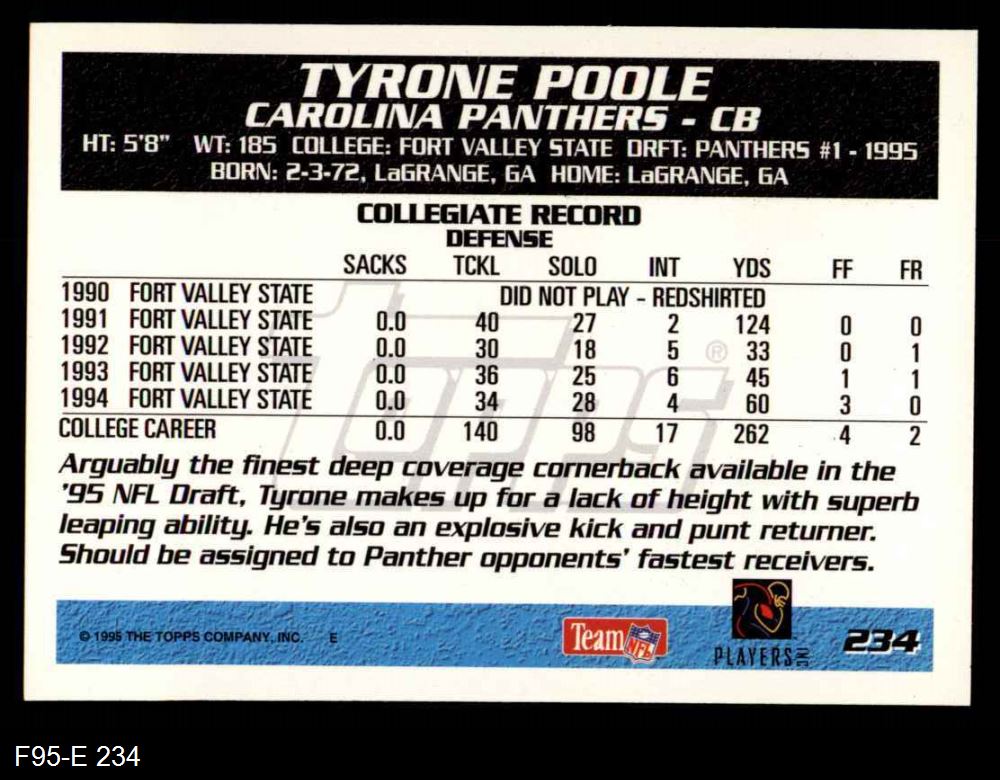 TYRONE POOLE
CAROLINA PANTHERS - CB
HT: 5'8" WT: 185 COLLEGE: FORT VALLEY STATE DRFT: PANTHERS #1 - 1995
BORN: 2-3-72, LaGRANGE, GA HOME: LaGRANGE, GA
COLLEGIATE RECORD
DEFENSE
SACKS TCKL SOLO INT YDS FF FR
1990 FORT VALLEY STATE DID NOT PLAY - REDSHIRTED
1991 FORT VALLEY STATE 0.0 40 27 2 124 0 0
1992 FORT VALLEY STATE 0.0 30 18 5 33 0 1
1993 FORT VALLEY STATE 0.0 36 25 6 45 1 1
1994 FORT VALLEY STATE 0.0 34 28 4 60 3 0
COLLEGE CAREER 0.0 140 98 17 262 4 2
topps ®
Arguably the finest deep coverage cornerback available in the
'95 NFL Draft, Tyrone makes up for a lack of height with superb
leaping ability. He's also an explosive kick and punt returner.
Should be assigned to Panther opponents' fastest receivers.
© 1995 THE TOPPS COMPANY, INC. E
Team NFL
PLAYERS INC
234
F95-E 234